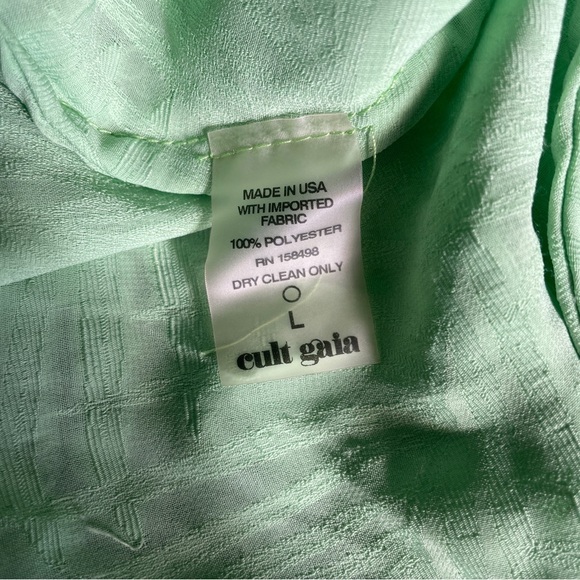 MADE IN USA
WITH IMPORTED
FABRIC
100% POLYESTER
RN 158498
DRY CLEAN ONLY
L
cult gaia